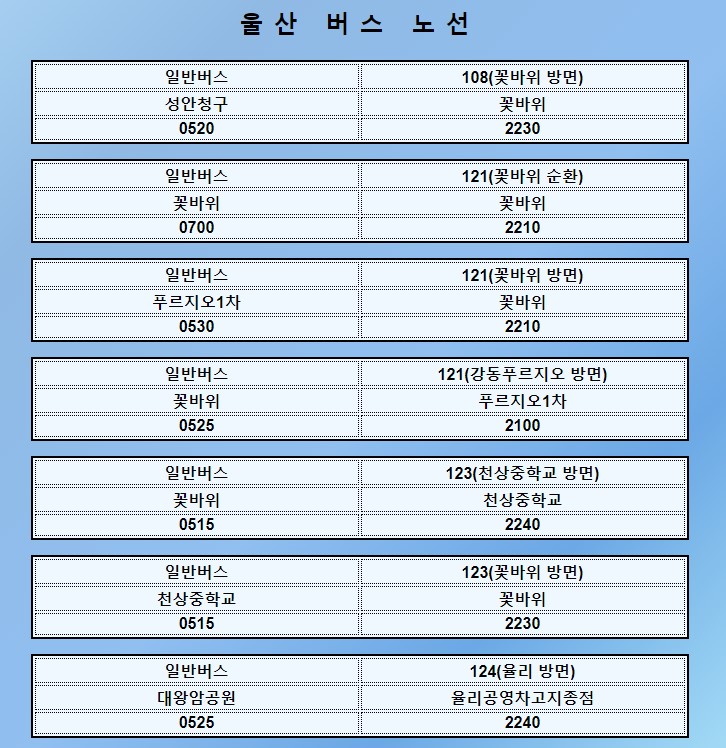 울산 버스 노선
일반버스 108(꽃바위 방면)
성안청구 꽃바위
0520 2230
일반버스 121(꽃바위 순환)
꽃바위 꽃바위
0700 2210
일반버스 121(꽃바위 방면)
푸르지오1차 꽃바위
0530 2210
일반버스 121(강동푸르지오 방면)
꽃바위 푸르지오1차
0525 2100
일반버스 123(천상중학교 방면)
꽃바위 천상중학교
0515 2240
일반버스 123(꽃바위 방면)
천상중학교 꽃바위
0515 2230
일반버스 124(율리 방면)
대왕암공원 율리공영차고지종점
0525 2240